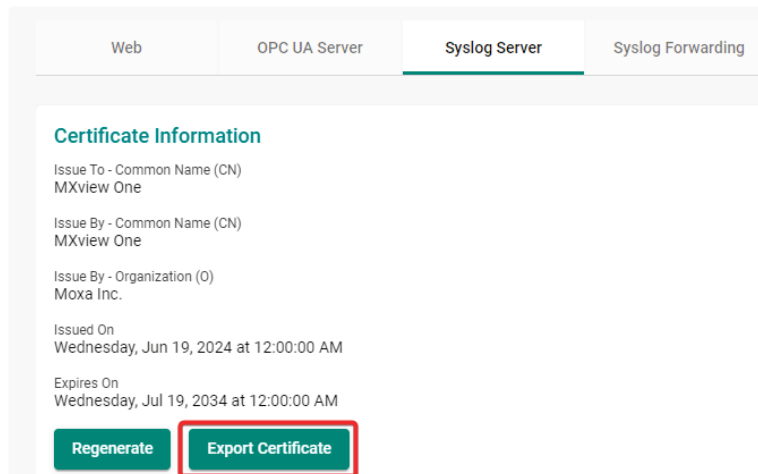 Web OPC UA Server Syslog Server Syslog Forwarding
Certificate Information
Issue To - Common Name (CN)
MXview One
Issue By - Common Name (CN)
MXview One
Issue By - Organization (O)
Moxa Inc.
Issued On
Wednesday, Jun 19, 2024 at 12:00:00 AM
Expires On
Wednesday, Jul 19, 2034 at 12:00:00 AM
Regenerate Export Certificate